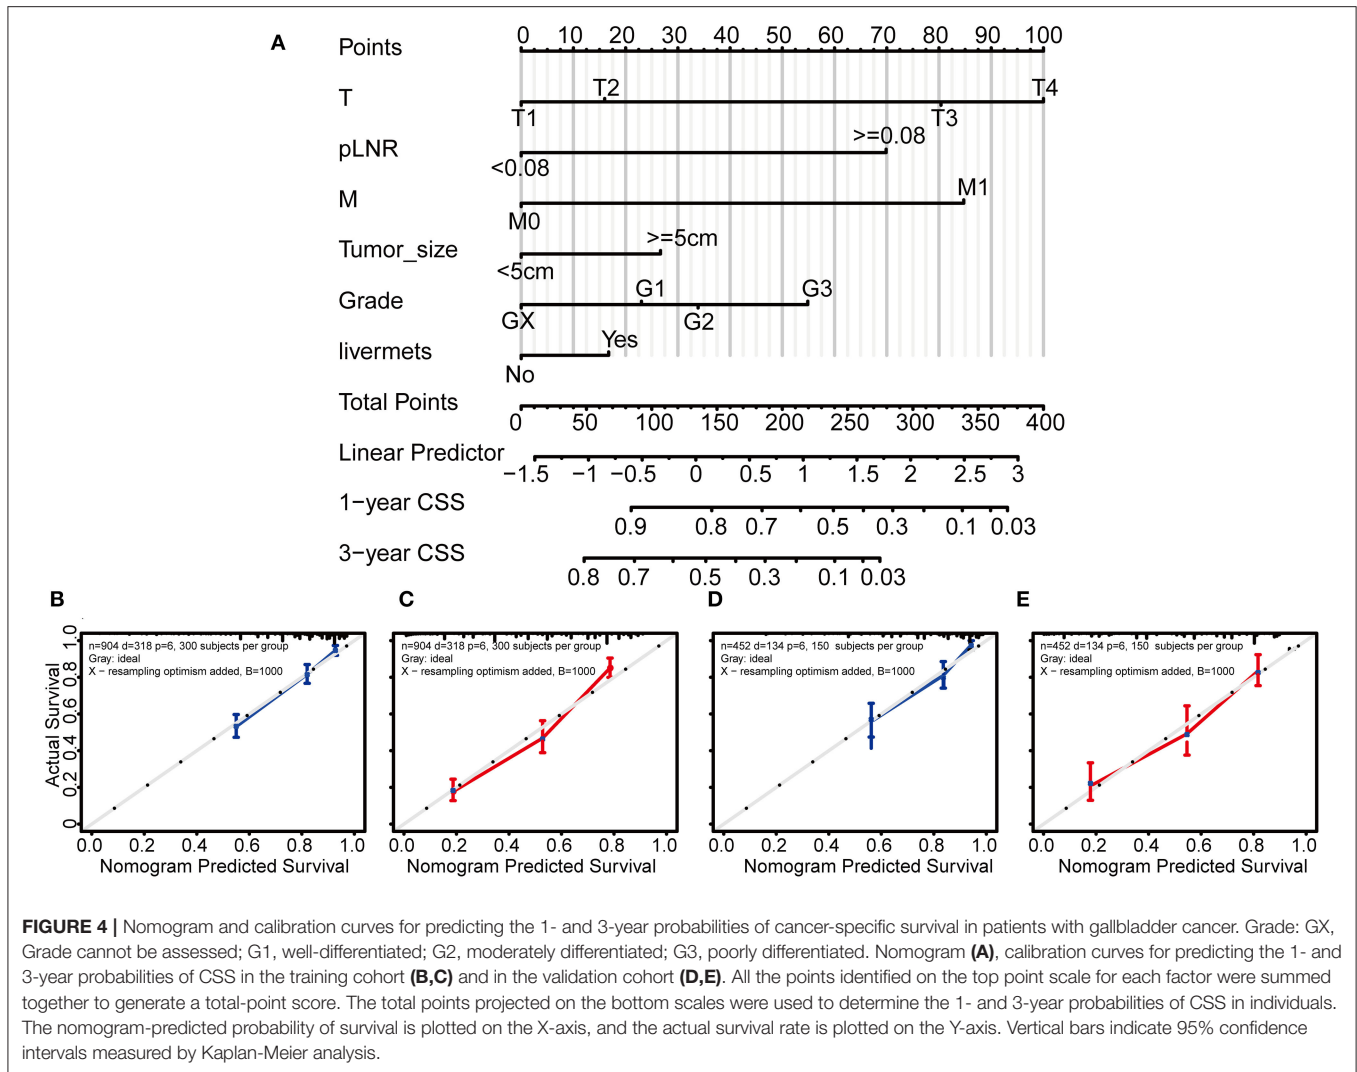 A
Points
0 10 20 30 40 50 60 70 80 90 100
T
T2 T4
T1 T3
pLNR
>=0.08
<0.08
M
M1
M0
Tumor_size
>=5cm
<5cm
Grade
G1 G3
GX G2
livermets
Yes
No
Total Points
0 50 100 150 200 250 300 350 400
Linear Predictor
−1.5 −1 −0.5 0 0.5 1 1.5 2 2.5 3
1−year CSS
0.9 0.8 0.7 0.5 0.3 0.1 0.03
3−year CSS
0.8 0.7 0.5 0.3 0.1 0.03
B
Actual Survival
0 0.2 0.4 0.6 0.8 1.0
n=904 d=318 p=6, 300 subjects per group
Gray: ideal
X − resampling optimism added, B=1000
0.0 0.2 0.4 0.6 0.8 1.0
Nomogram Predicted Survival
C
n=904 d=318 p=6, 300 subjects per group
Gray: ideal
X − resampling optimism added, B=1000
0.0 0.2 0.4 0.6 0.8 1.0
Nomogram Predicted Survival
D
n=452 d=134 p=6, 150 subjects per group
Gray: ideal
X − resampling optimism added, B=1000
0.0 0.2 0.4 0.6 0.8 1.0
Nomogram Predicted Survival
E
n=452 d=134 p=6, 150 subjects per group
Gray: ideal
X − resampling optimism added, B=1000
0.0 0.2 0.4 0.6 0.8 1.0
Nomogram Predicted Survival
FIGURE 4 | Nomogram and calibration curves for predicting the 1- and 3-year probabilities of cancer-specific survival in patients with gallbladder cancer. Grade: GX,
Grade cannot be assessed; G1, well-differentiated; G2, moderately differentiated; G3, poorly differentiated. Nomogram (A), calibration curves for predicting the 1- and
3-year probabilities of CSS in the training cohort (B,C) and in the validation cohort (D,E). All the points identified on the top point scale for each factor were summed
together to generate a total-point score. The total points projected on the bottom scales were used to determine the 1- and 3-year probabilities of CSS in individuals.
The nomogram-predicted probability of survival is plotted on the X-axis, and the actual survival rate is plotted on the Y-axis. Vertical bars indicate 95% confidence
intervals measured by Kaplan-Meier analysis.